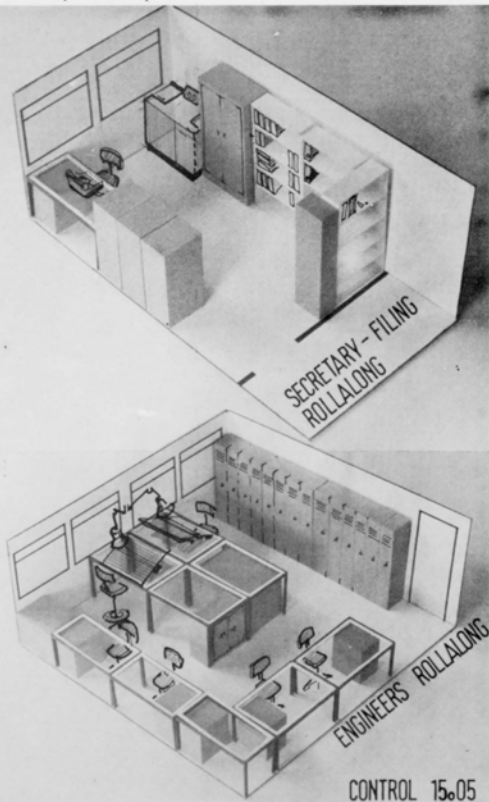 SECRETARY - FILING
ROLLALONG
ENGINEERS ROLLALONG
CONTROL 15.05